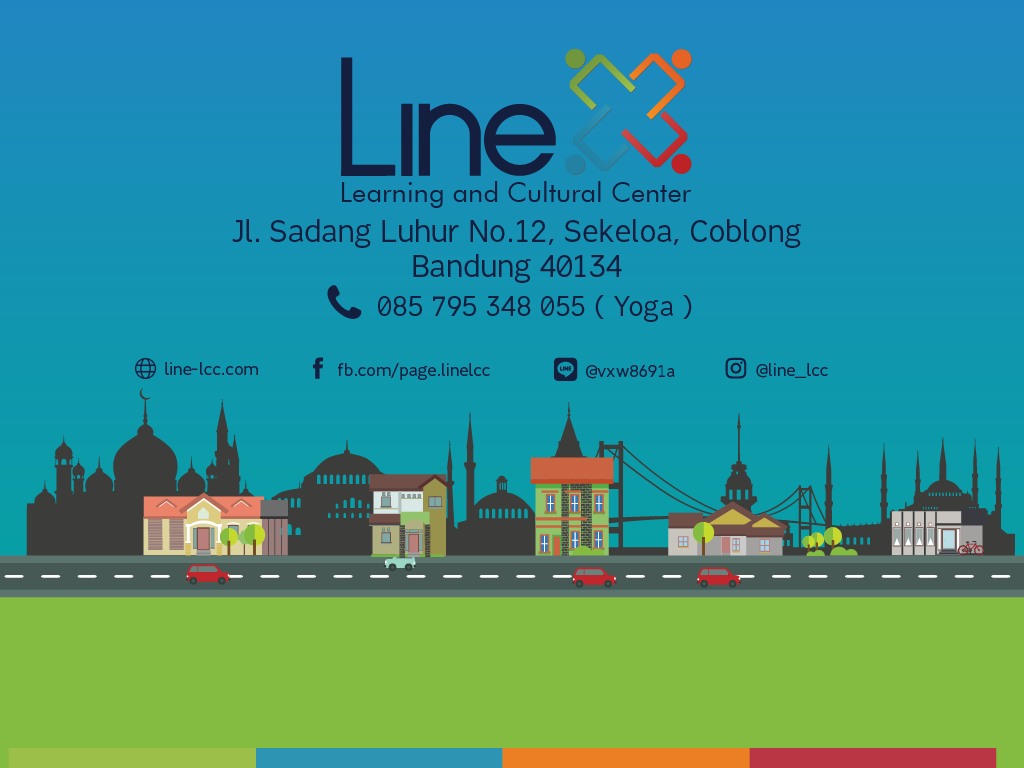 Line
Learning and Cultural Center
Jl. Sadang Luhur No.12, Sekeloa, Coblong
Bandung 40134
085 795 348 055 ( Yoga )
line-lcc.com
fb.com/page.linelcc
LINE
@vxw8691a
@line_lcc